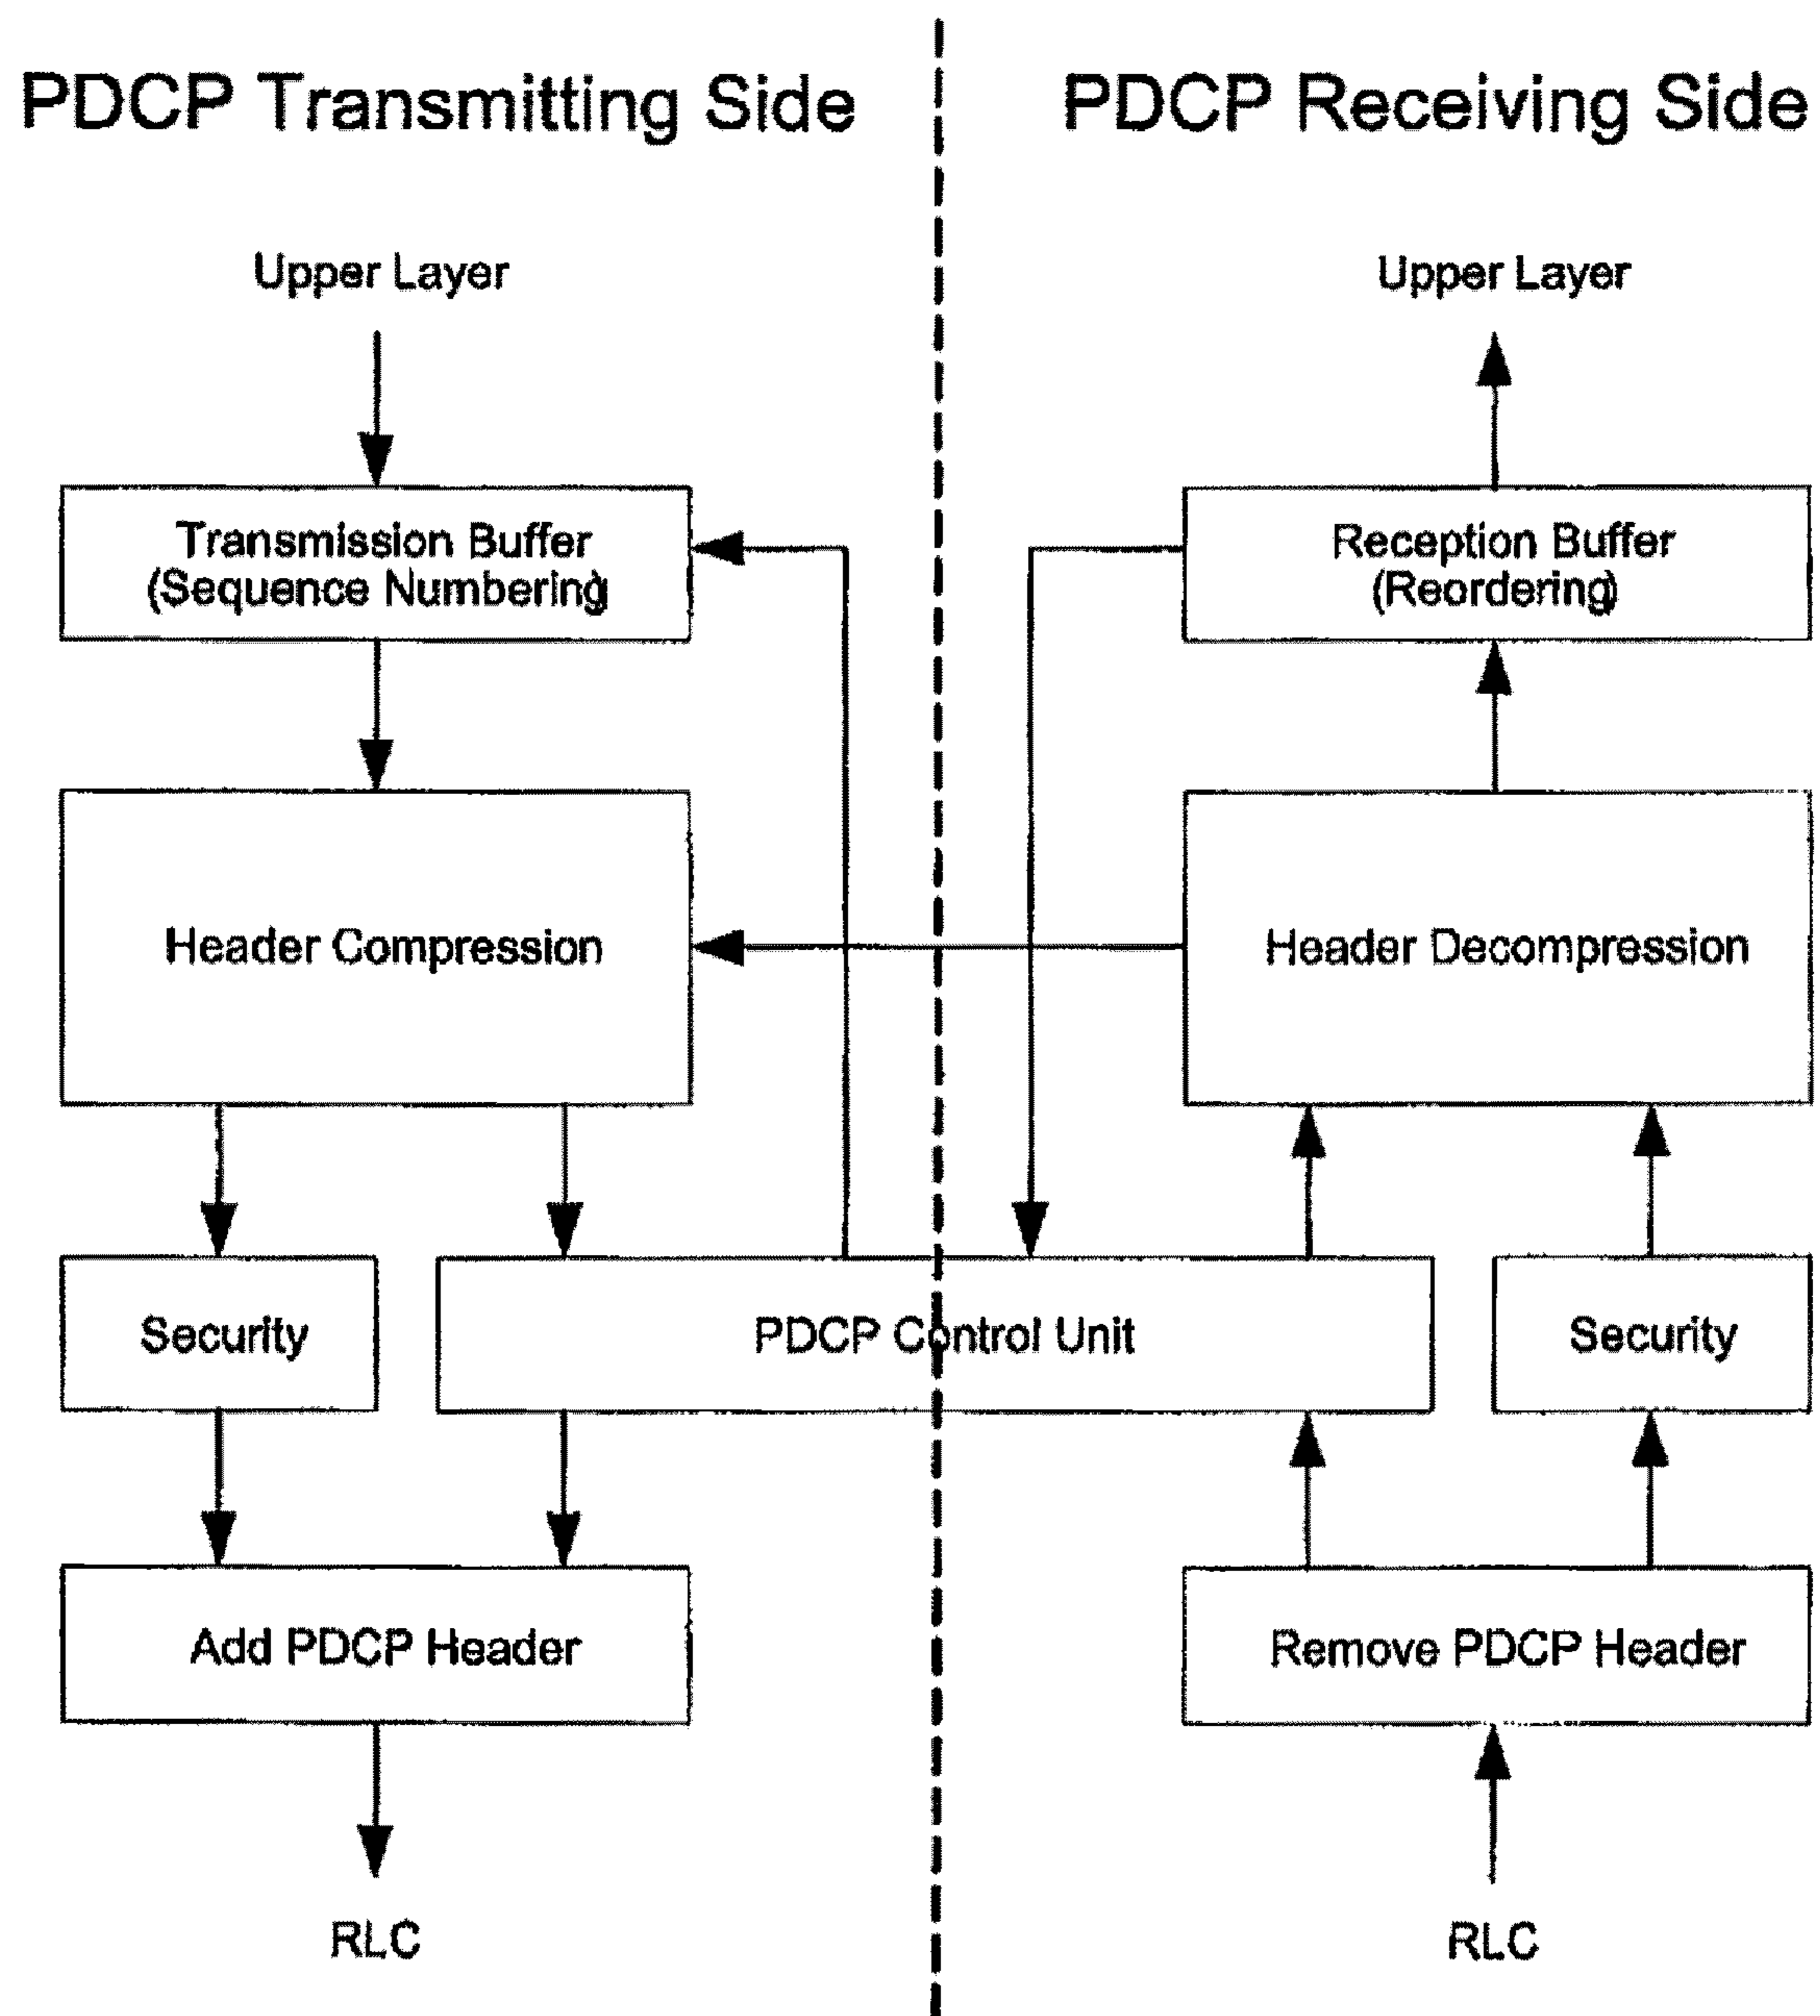 PDCP Transmitting Side
PDCP Receiving Side
Upper Layer
Upper Layer
Transmission Buffer
(Sequence Numbering)
Reception Buffer
(Reordering)
Header Compression
Header Decompression
Security
PDCP Control Unit
Security
Add PDCP Header
Remove PDCP Header
RLC
RLC